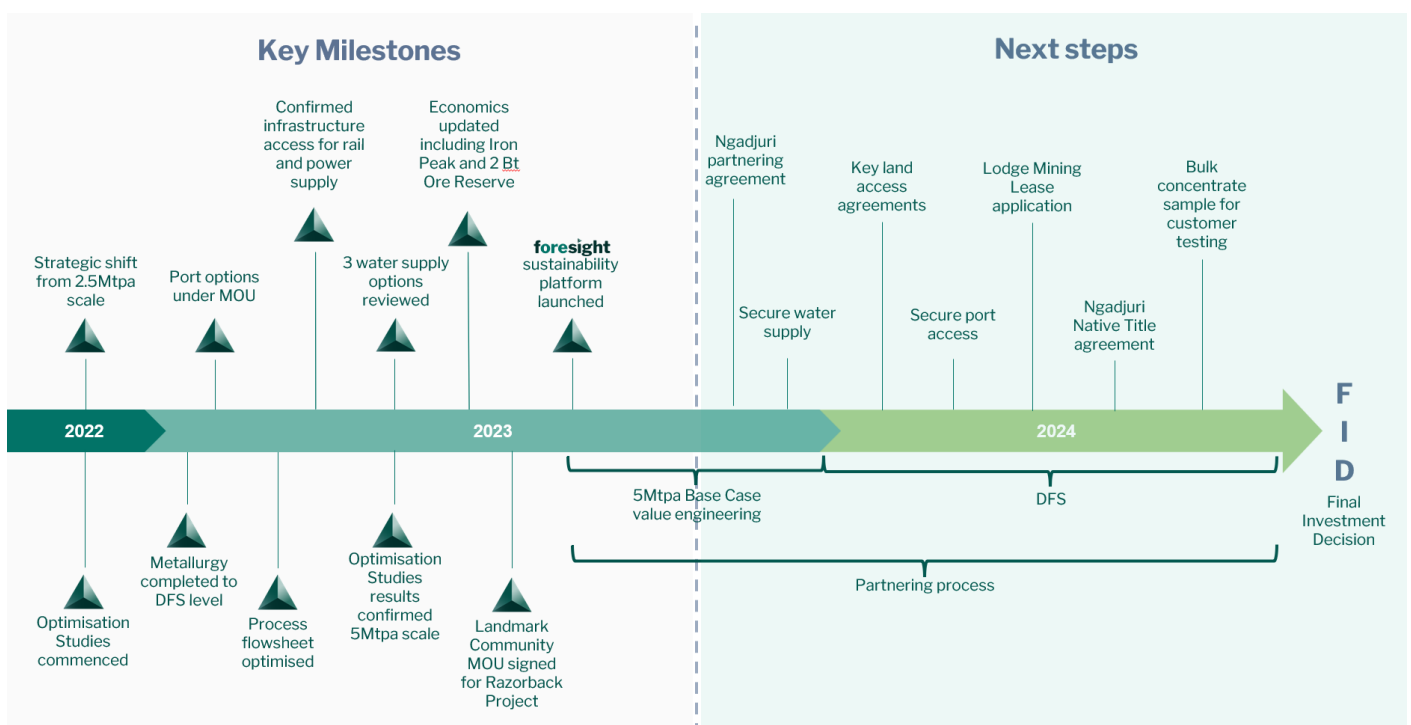 Key Milestones
Next steps
Confirmed
infrastructure
access for rail
and power
supply
Economics
updated
including Iron
Peak and 2 Bt
Ore Reserve
Ngadjuri
partnering
agreement
Key land
access
agreements
Lodge Mining
Lease
application
Bulk
concentrate
sample for
customer
testing
Strategic shift
from 2.5Mtpa
scale
Port options
under MOU
3 water supply
options
reviewed
foresight
sustainability
platform
launched
Secure water
supply
Secure port
access
Ngadjuri
Native Title
agreement
2022
2023
2024
F
I
D
Final
Investment
Decision
5Mtpa Base Case
value engineering
DFS
Partnering process
Optimisation
Studies
commenced
Metallurgy
completed to
DFS level
Process
flowsheet
optimised
Optimisation
Studies
results
confirmed
5Mtpa scale
Landmark
Community
MOU signed
for Razorback
Project